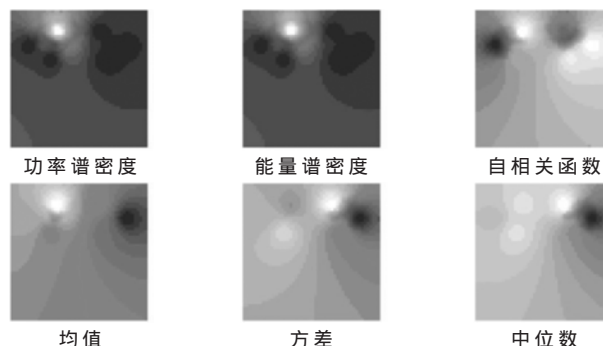 功率谱密度
能量谱密度
自相关函数
均值
方差
中位数